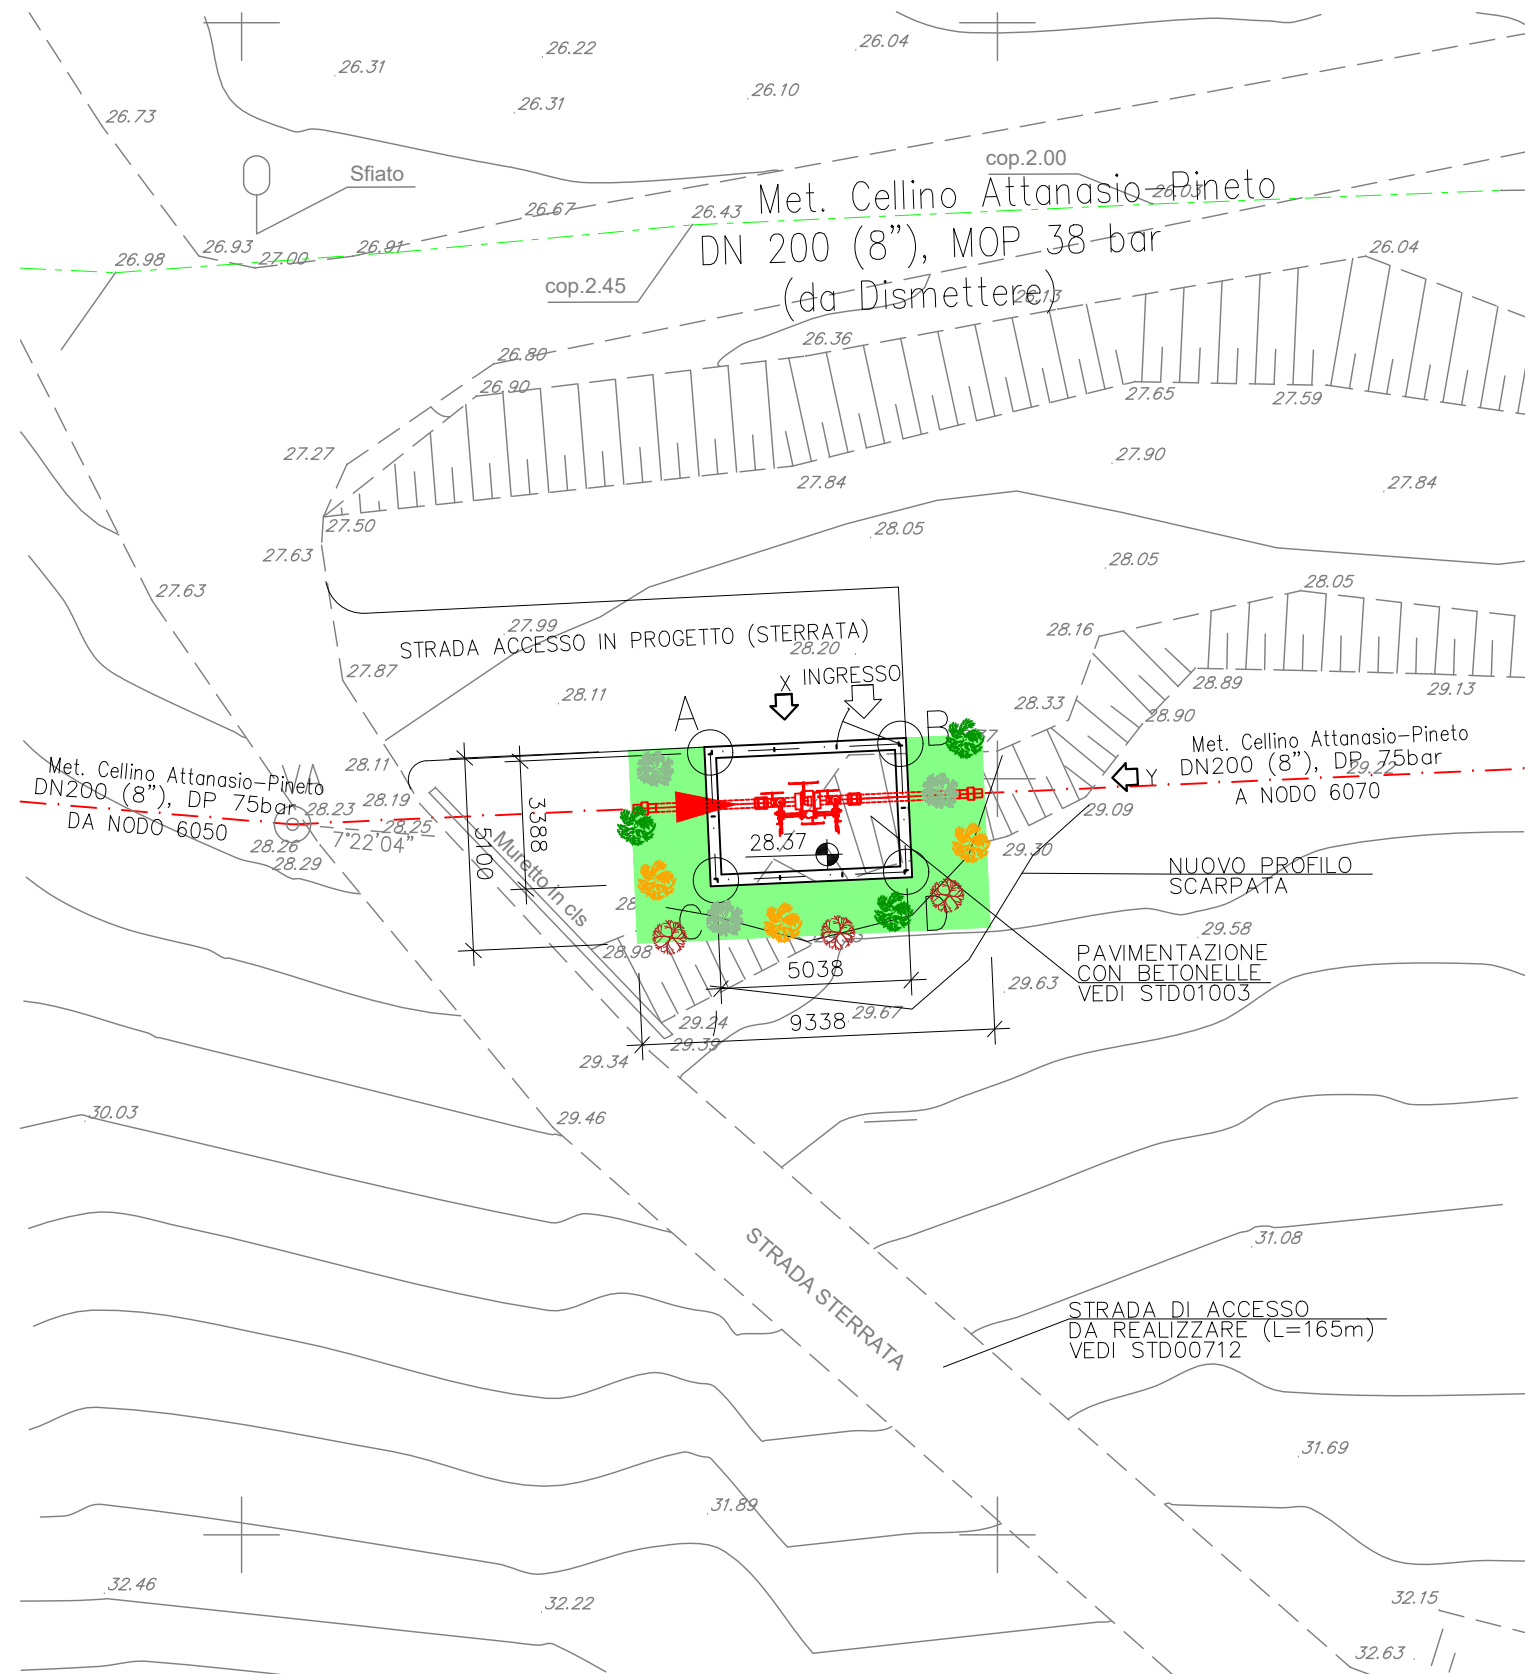 26.22
26.04
26.31
26.10
26.31
26.73
cop.2.00
Sfiato
26.03
Met. Cellino Attanasio-Pineto
26.67
26.43
26.93
26.91
26.04
DN 200 (8"), MOP 38 bar
26.98
27.00
cop.2.45
(da Dismettere)
26.13
26.36
26.80
26.90
27.65
27.59
27.27
27.90
27.84
27.84
27.50
28.05
27.63
28.05
27.63
28.05
27.99
28.16
STRADA ACCESSO IN PROGETTO (STERRATA)
28.20
27.87
X
INGRESSO
28.89
29.13
28.11
28.33
28.90
A
B
Met. Cellino Attanasio-Pineto
DN200 (8"), DP 75bar
29.22
A NODO 6070
Y
28.11
Met. Cellino Attanasio-Pineto
DN200 (8"), DP 75bar
DA NODO 6050
28.19
28.23
28.25
29.09
3388
5100
7°22'04"
28.26
28.29
28.37
29.30
Muretto in cls
NUOVO PROFILO
SCARPATA
C
D
29.58
28.98
PAVIMENTAZIONE
CON BETONELLE
VEDI STD01003
5038
29.63
29.67
9338
29.24
29.39
29.34
30.03
29.46
31.08
STRADA STERRATA
STRADA DI ACCESSO
DA REALIZZARE (L=165m)
VEDI STD00712
31.69
31.89
32.46
32.22
32.15
32.63